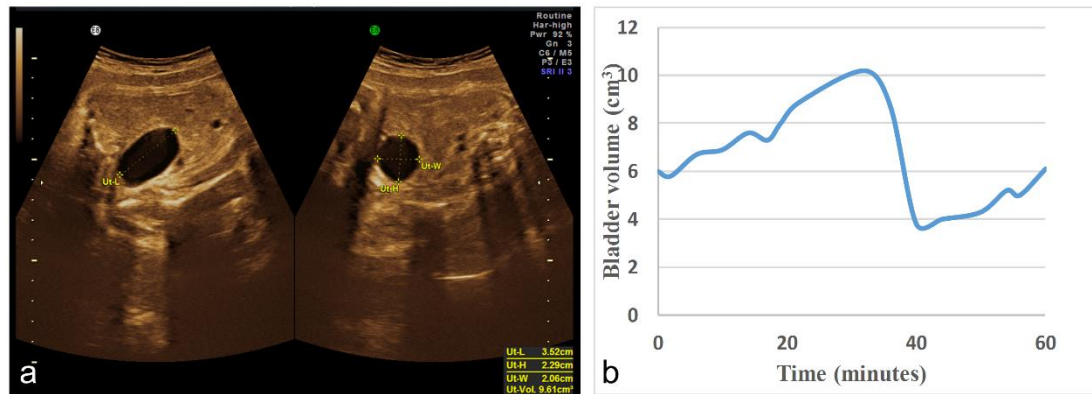 E8
E8
Routine
Har-high
Pwr 92 %
Gn 3
C6 / M5
P3 / E3
SRI II 3
Ut-L
Ut-W
Ut-H
Ut-L 3.52cm
Ut-H 2.29cm
Ut-W 2.06cm
Ut-Vol. 9.61cm³
a
12
10
8
6
4
2
0
Bladder volume (cm³)
0 20 40 60
Time (minutes)
b